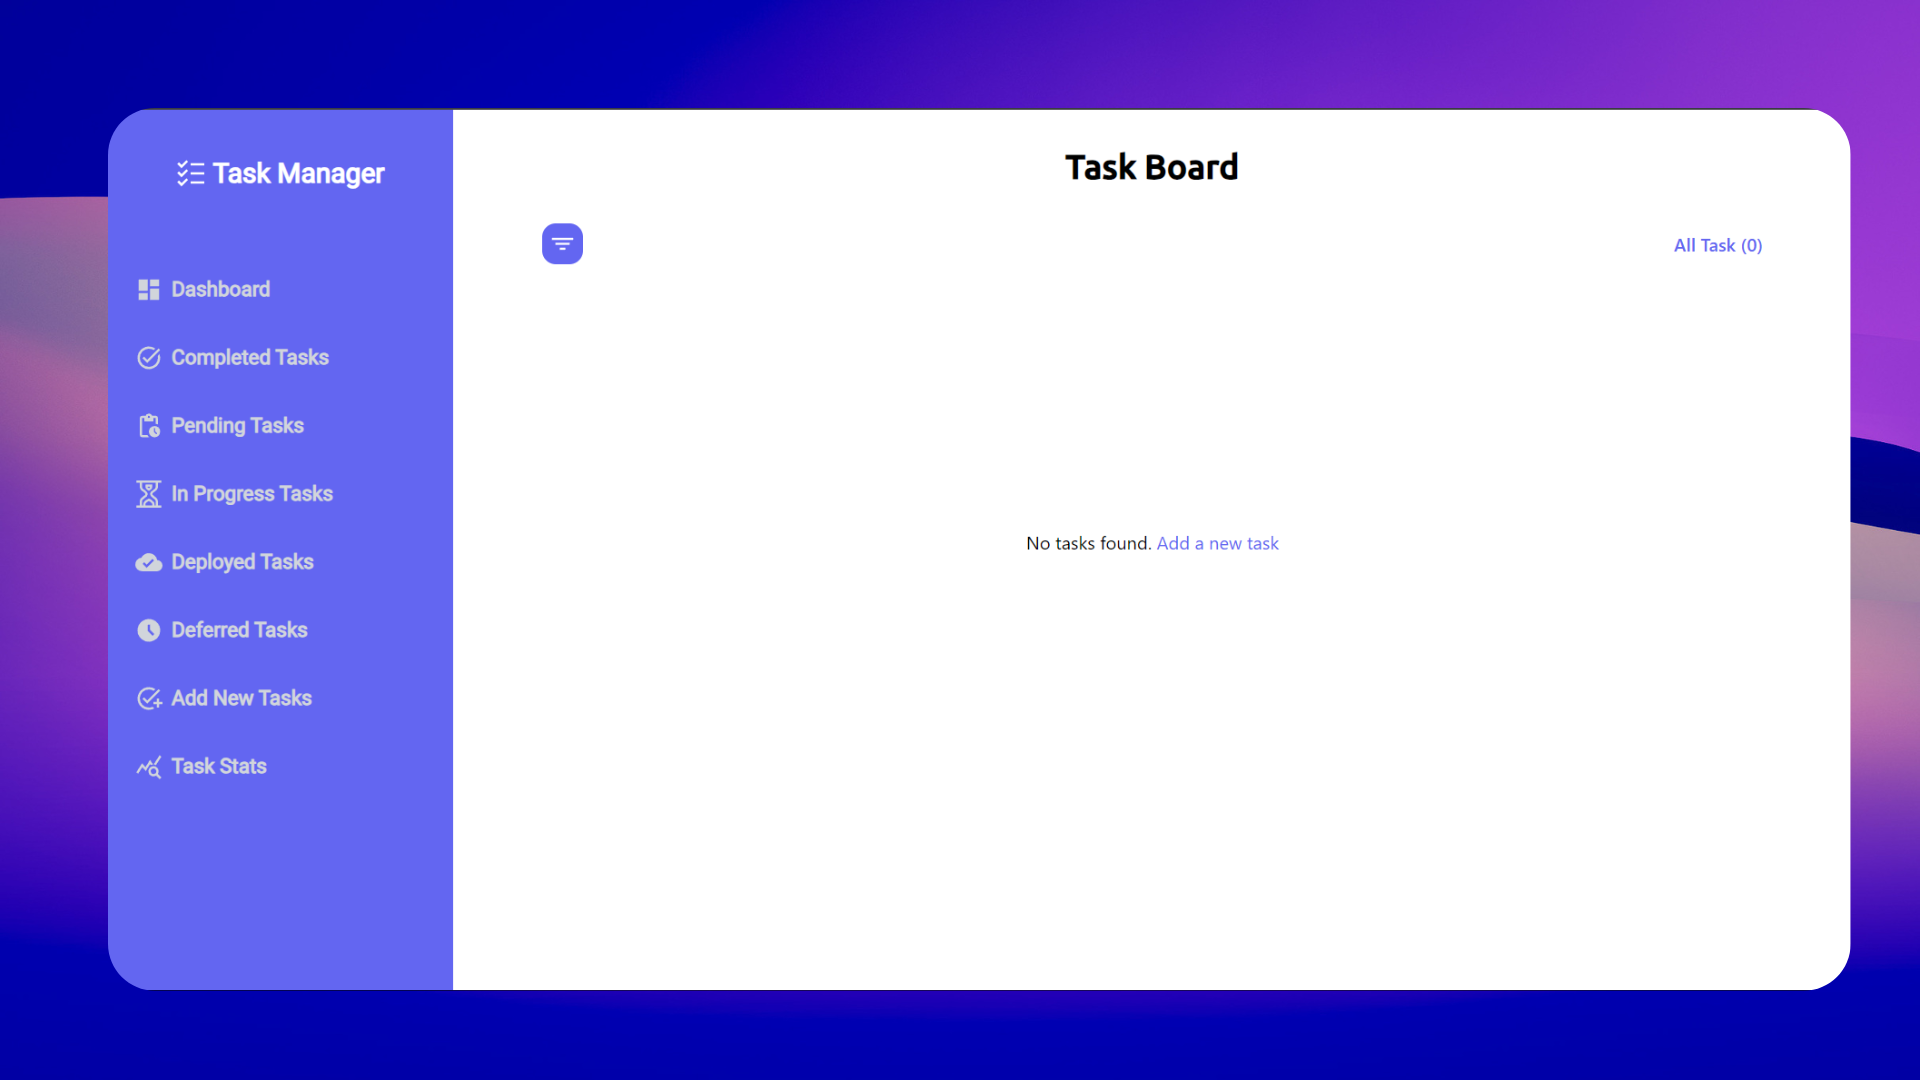 Task Manager
Dashboard
Completed Tasks
Pending Tasks
In Progress Tasks
Deployed Tasks
Deferred Tasks
Add New Tasks
Task Stats
Task Board
All Task (0)
No tasks found. Add a new task